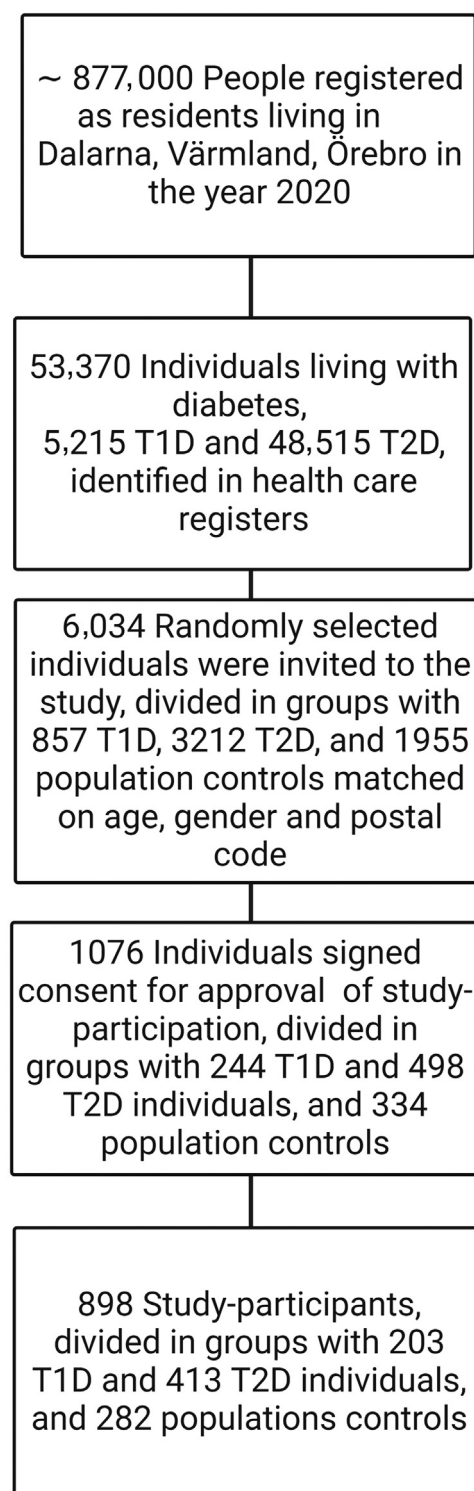 ~ 877,000 People registered
as residents living in
Dalarna, Värmland, Örebro in
the year 2020
53,370 Individuals living with
diabetes,
5,215 T1D and 48,515 T2D,
identified in health care
registers
6,034 Randomly selected
individuals were invited to the
study, divided in groups with
857 T1D, 3212 T2D, and 1955
population controls matched
on age, gender and postal
code
1076 Individuals signed
consent for approval of study-
participation, divided in
groups with 244 T1D and 498
T2D individuals, and 334
population controls
898 Study-participants,
divided in groups with 203
T1D and 413 T2D individuals,
and 282 populations controls